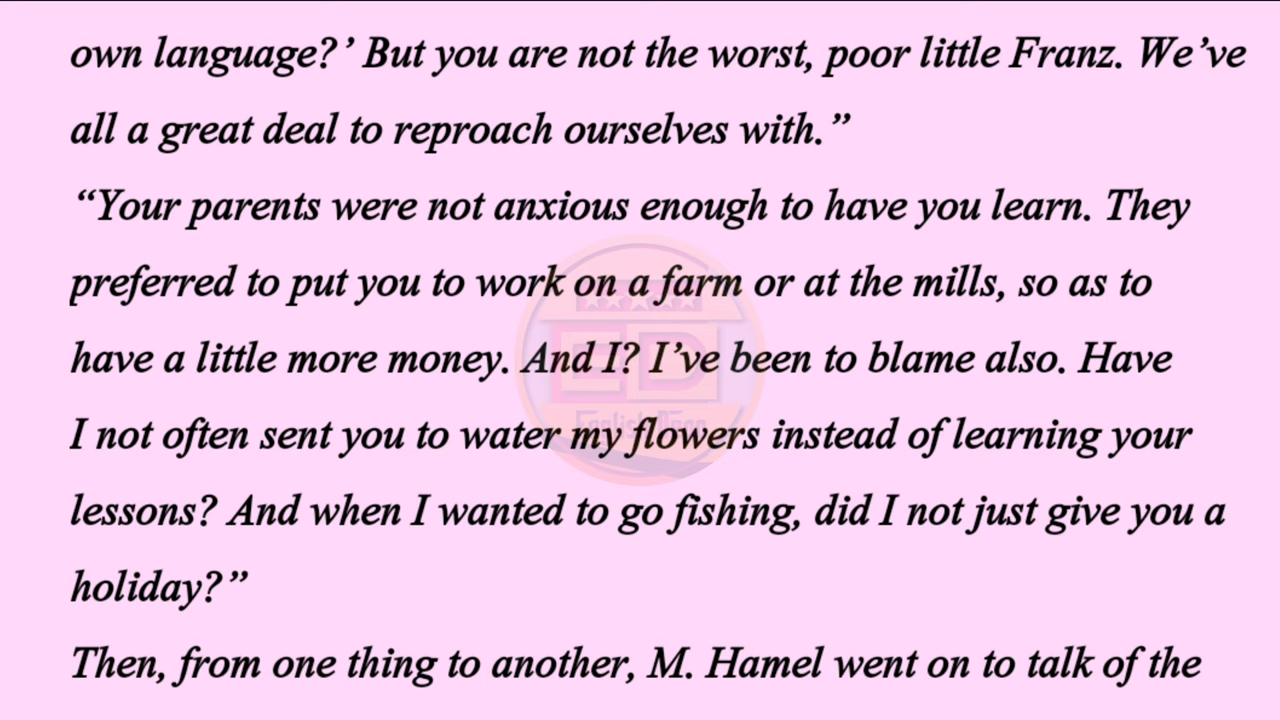 own language?’ But you are not the worst, poor little Franz. We’ve
all a great deal to reproach ourselves with.”
“Your parents were not anxious enough to have you learn. They
preferred to put you to work on a farm or at the mills, so as to
have a little more money. And I? I’ve been to blame also. Have
I not often sent you to water my flowers instead of learning your
lessons? And when I wanted to go fishing, did I not just give you a
holiday?”
Then, from one thing to another, M. Hamel went on to talk of the
ED